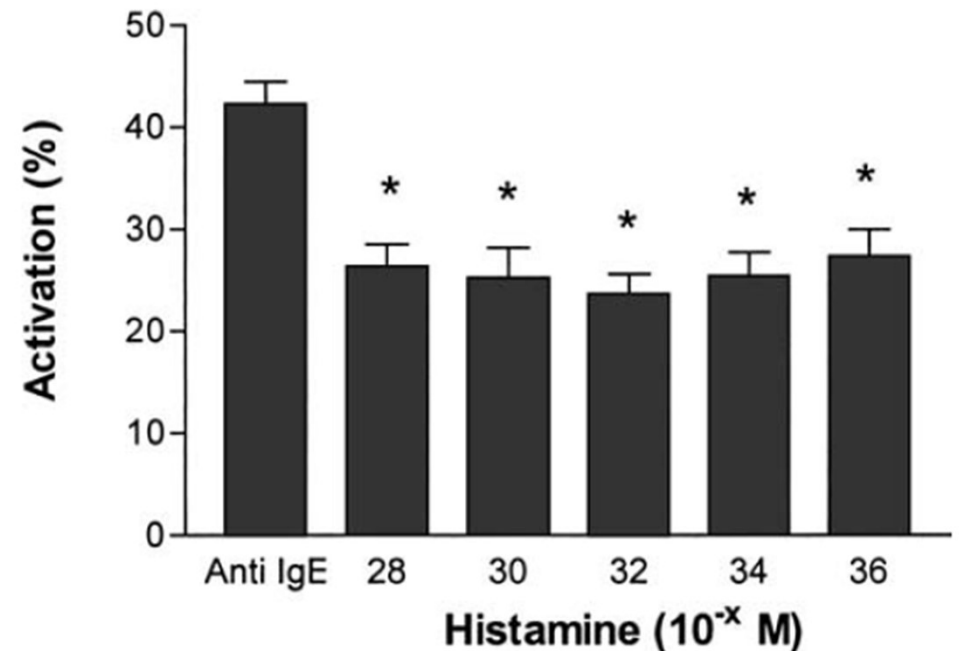 Activation (%)
50
40
30
20
10
0
* * * * *
Anti IgE 28 30 32 34 36
Histamine (10⁻ˣ M)